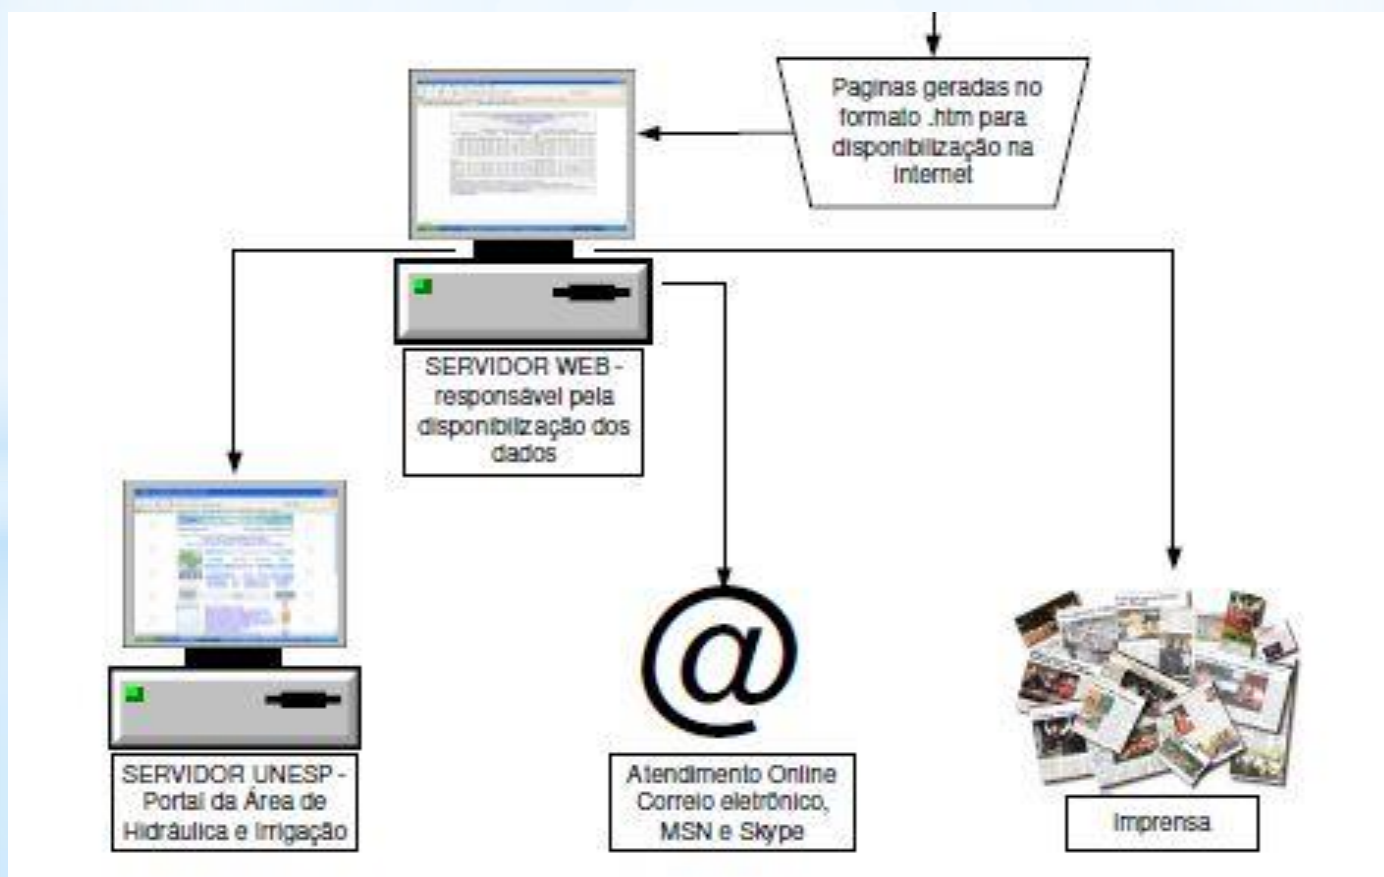 Paginas geradas no
formato .htm para
disponibilização na
internet
SERVIDOR WEB -
responsável pela
disponibilização dos
dados
SERVIDOR UNESP -
Portal da Área de
Hidráulica e Irrigação
@
Atendimento Online
Correio eletrônico,
MSN e Skype
Imprensa